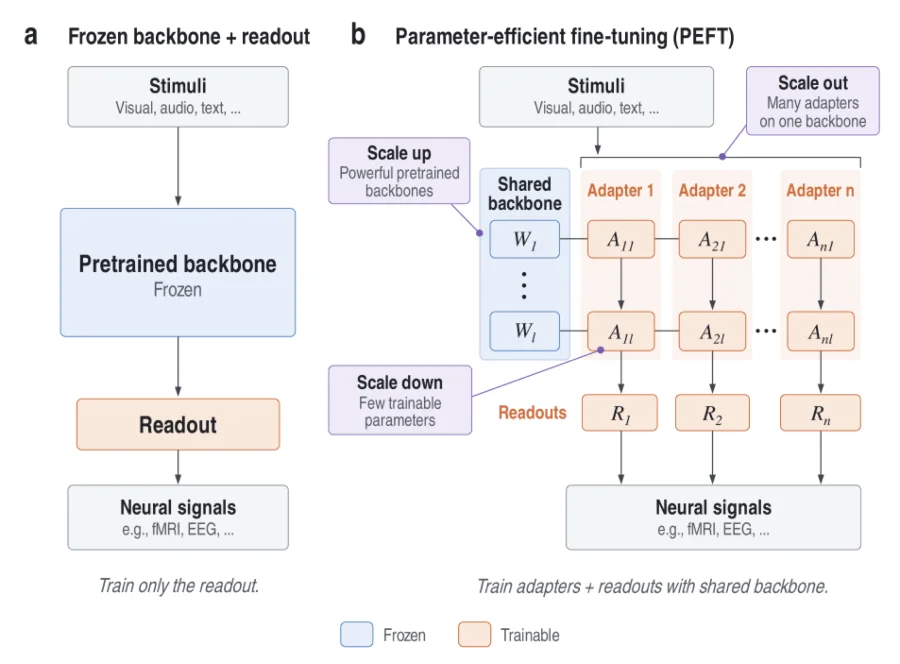 a Frozen backbone + readout
Stimuli
Visual, audio, text, ...
Pretrained backbone
Frozen
Readout
Neural signals
e.g., fMRI, EEG, ...
Train only the readout.
b Parameter-efficient fine-tuning (PEFT)
Stimuli
Visual, audio, text, ...
Scale out
Many adapters
on one backbone
Scale up
Powerful pretrained
backbones
Shared
backbone
Adapter 1 Adapter 2 Adapter n
W₁ A₁₁ A₂₁ ... Aₙ₁
⋮
Wₗ A₁ₗ A₂ₗ ... Aₙₗ
Scale down
Few trainable
parameters
Readouts R₁ R₂ Rₙ
Neural signals
e.g., fMRI, EEG, ...
Train adapters + readouts with shared backbone.
Frozen Trainable